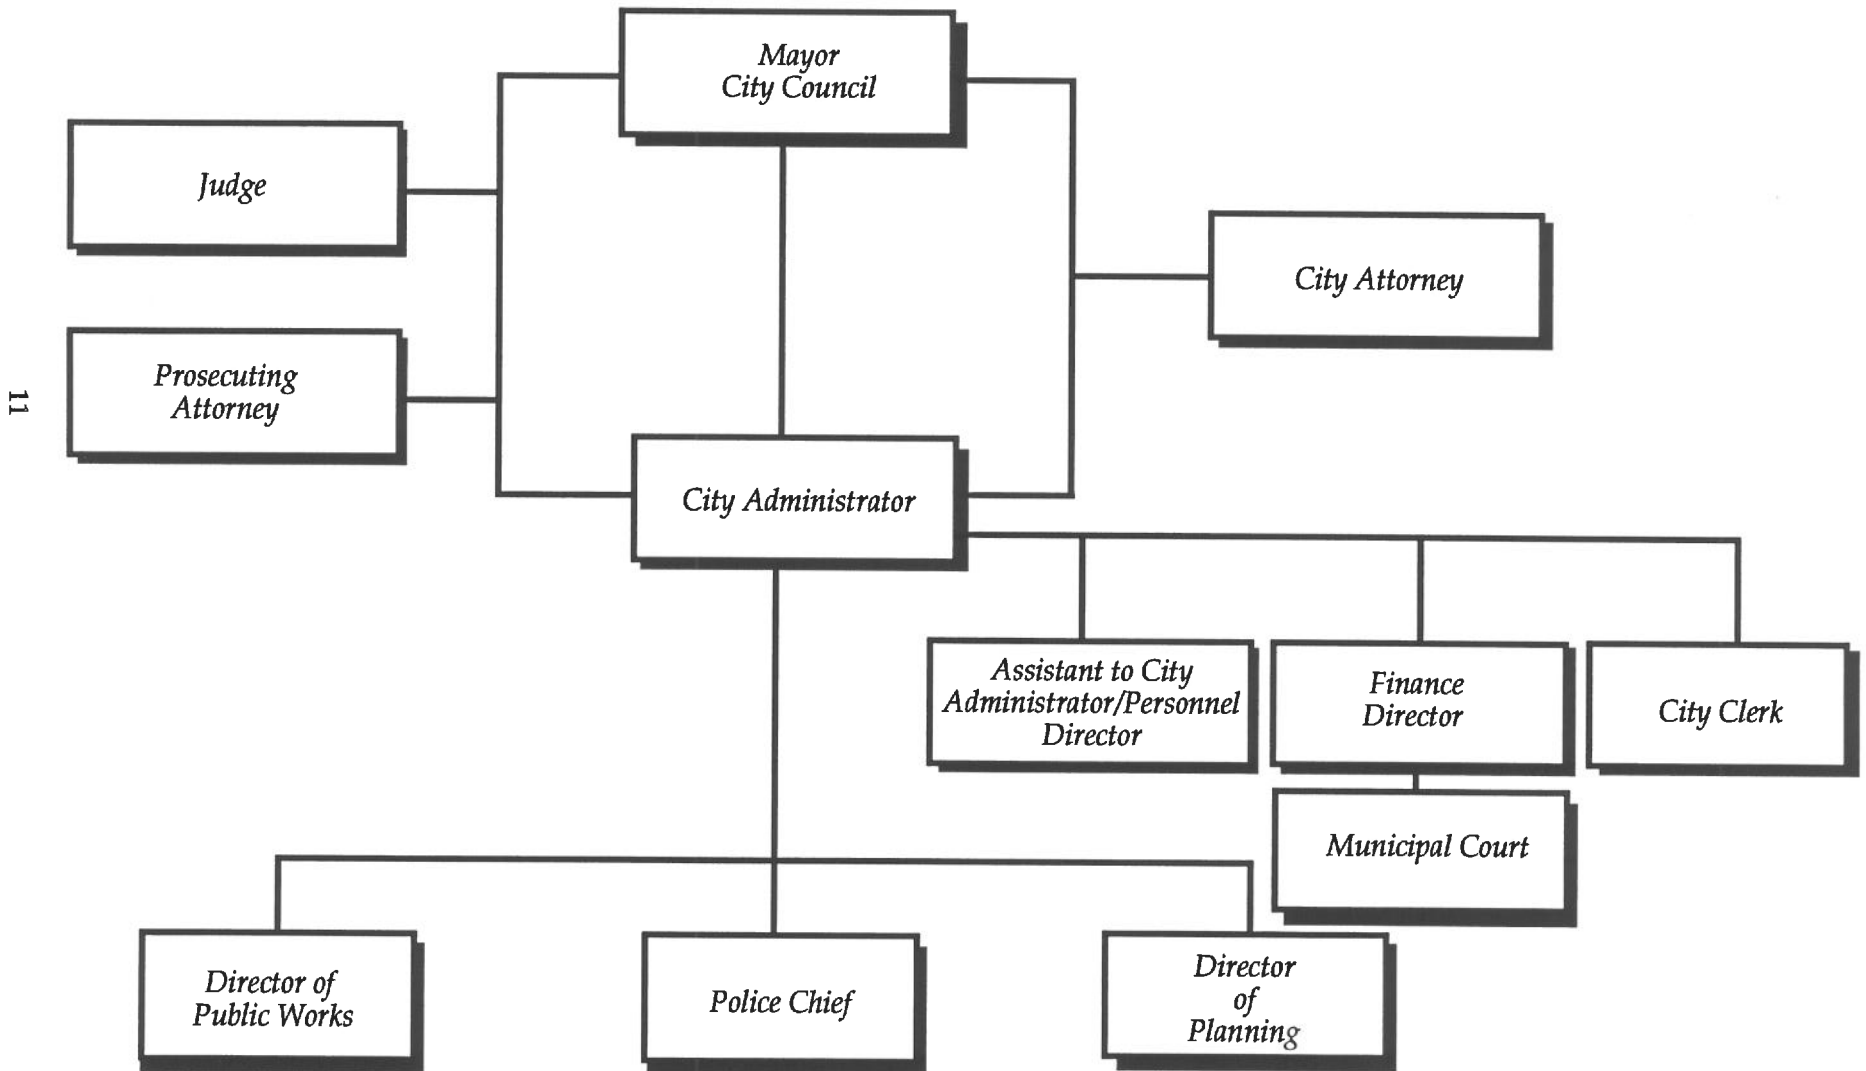 Mayor
City Council
Judge
City Attorney
Prosecuting
Attorney
11
City Administrator
Assistant to City
Administrator/Personnel
Director
Finance
Director
City Clerk
Municipal Court
Director of
Public Works
Police Chief
Director
of
Planning